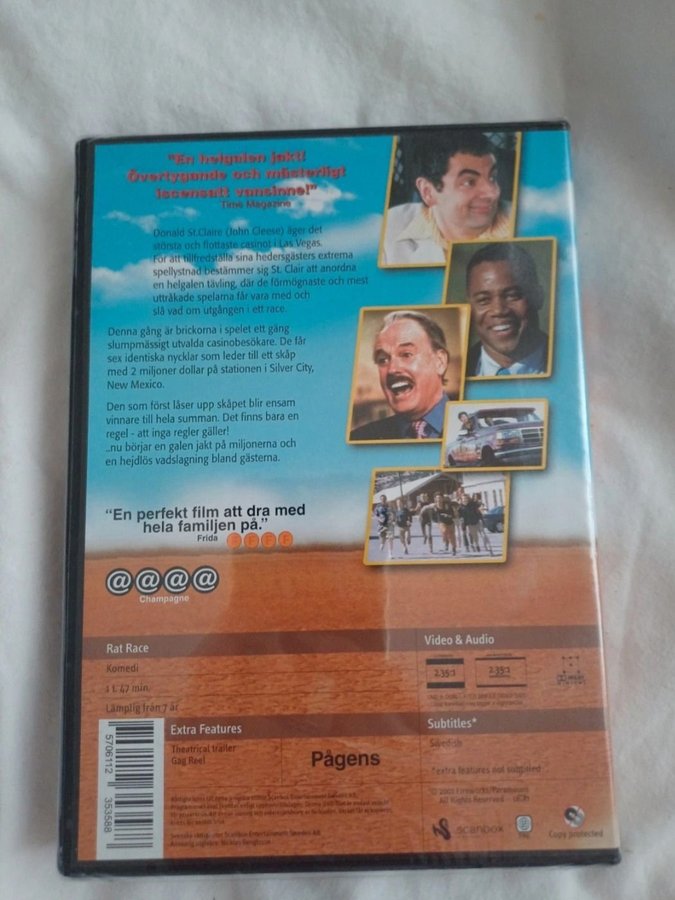 "En helgalen jakt!
Övertygande och mästerligt
iscensatt vansinne!"
Time Magazine
Donald St.Claire (John Cleese) äger det
största och flottaste casinot i Las Vegas.
För att tillfredställa sina hedersgästers extrema
spellystnad bestämmer sig St. Clair att anordna
en helgalen tävling, där de förmögnaste och mest
uttråkade spelarna får vara med och
slå vad om utgången i ett race.
Denna gång är brickorna i spelet ett gäng
slumpmässigt utvalda casinobesökare. De får
sex identiska nycklar som leder till ett skåp
med 2 miljoner dollar på stationen i Silver City,
New Mexico.
Den som först låser upp skåpet blir ensam
vinnare till hela summan. Det finns bara en
regel - att inga regler gäller!
..nu börjar en galen jakt på miljonerna och
en hejdlös vadslagning bland gästerna.
"En perfekt film att dra med
hela familjen på."
Frida F F F F
@ @ @ @
Champagne
Rat Race
Komedi
1 t. 47 min.
Lämplig från 7 år
Video & Audio
2.35:1
2.35:1
Extra Features
Theatrical trailer
Gag Reel
Pågens
Subtitles*
Swedish
*extra features not subtitled
© 2001 Fireworks/Paramount
All Rights Reserved
scanbox
Copy protected
5706112 353588